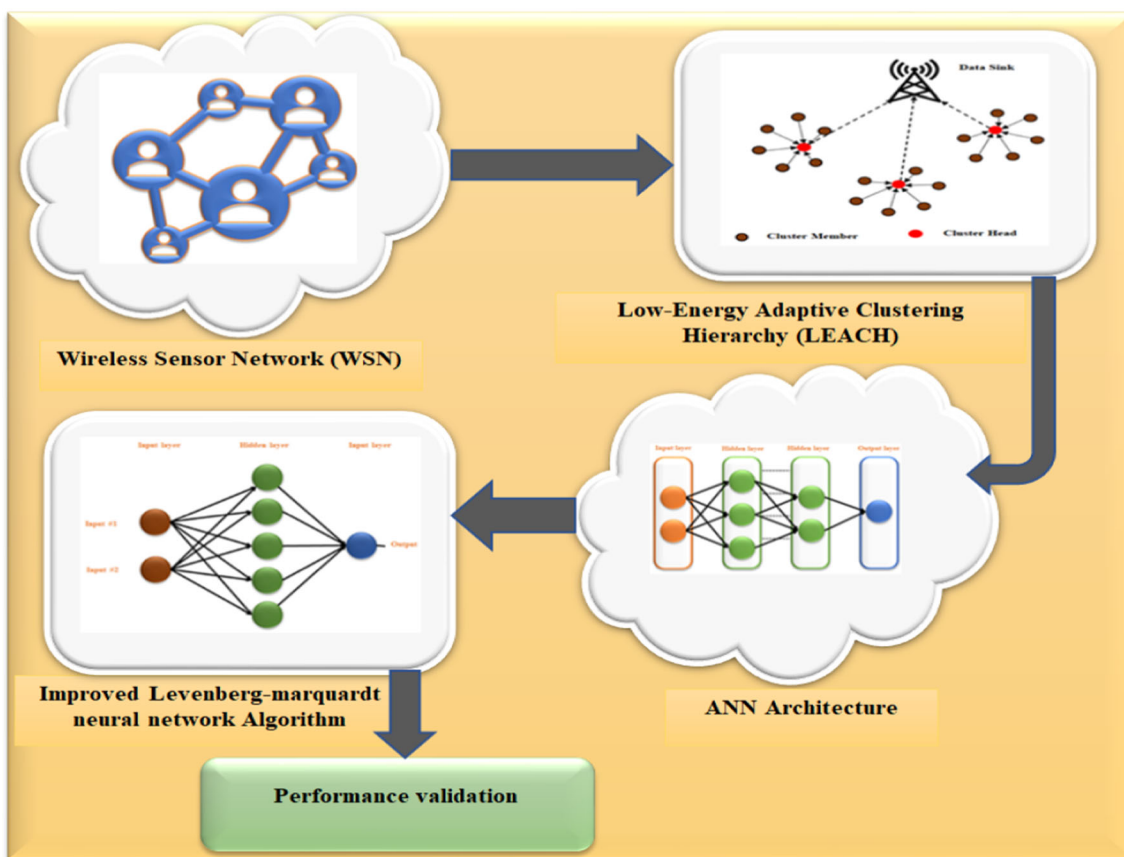 Data Sink
Cluster Member
Cluster Head
Wireless Sensor Network (WSN)
Low-Energy Adaptive Clustering
Hierarchy (LEACH)
Input layer
Hidden layer
Input layer
Input #1
Input #2
Output
Improved Levenberg-marquardt
neural network Algorithm
Input layer
Hidden layer
Hidden layer
Output layer
ANN Architecture
Performance validation